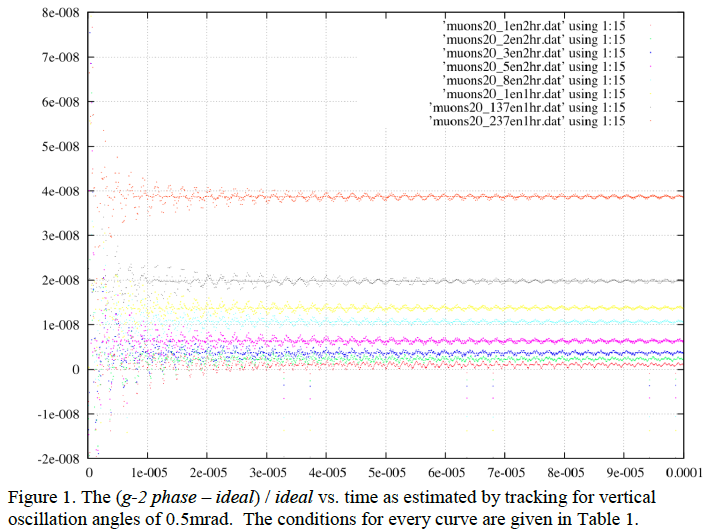 8e-008
7e-008
6e-008
5e-008
4e-008
3e-008
2e-008
1e-008
0
-1e-008
-2e-008
'muons20_1en2hr.dat' using 1:15
'muons20_2en2hr.dat' using 1:15
'muons20_3en2hr.dat' using 1:15
'muons20_5en2hr.dat' using 1:15
'muons20_8en2hr.dat' using 1:15
'muons20_1en1hr.dat' using 1:15
'muons20_137en1hr.dat' using 1:15
'muons20_237en1hr.dat' using 1:15
0 1e-005 2e-005 3e-005 4e-005 5e-005 6e-005 7e-005 8e-005 9e-005 0.0001
Figure 1. The (g-2 phase – ideal) / ideal vs. time as estimated by tracking for vertical
oscillation angles of 0.5mrad. The conditions for every curve are given in Table 1.